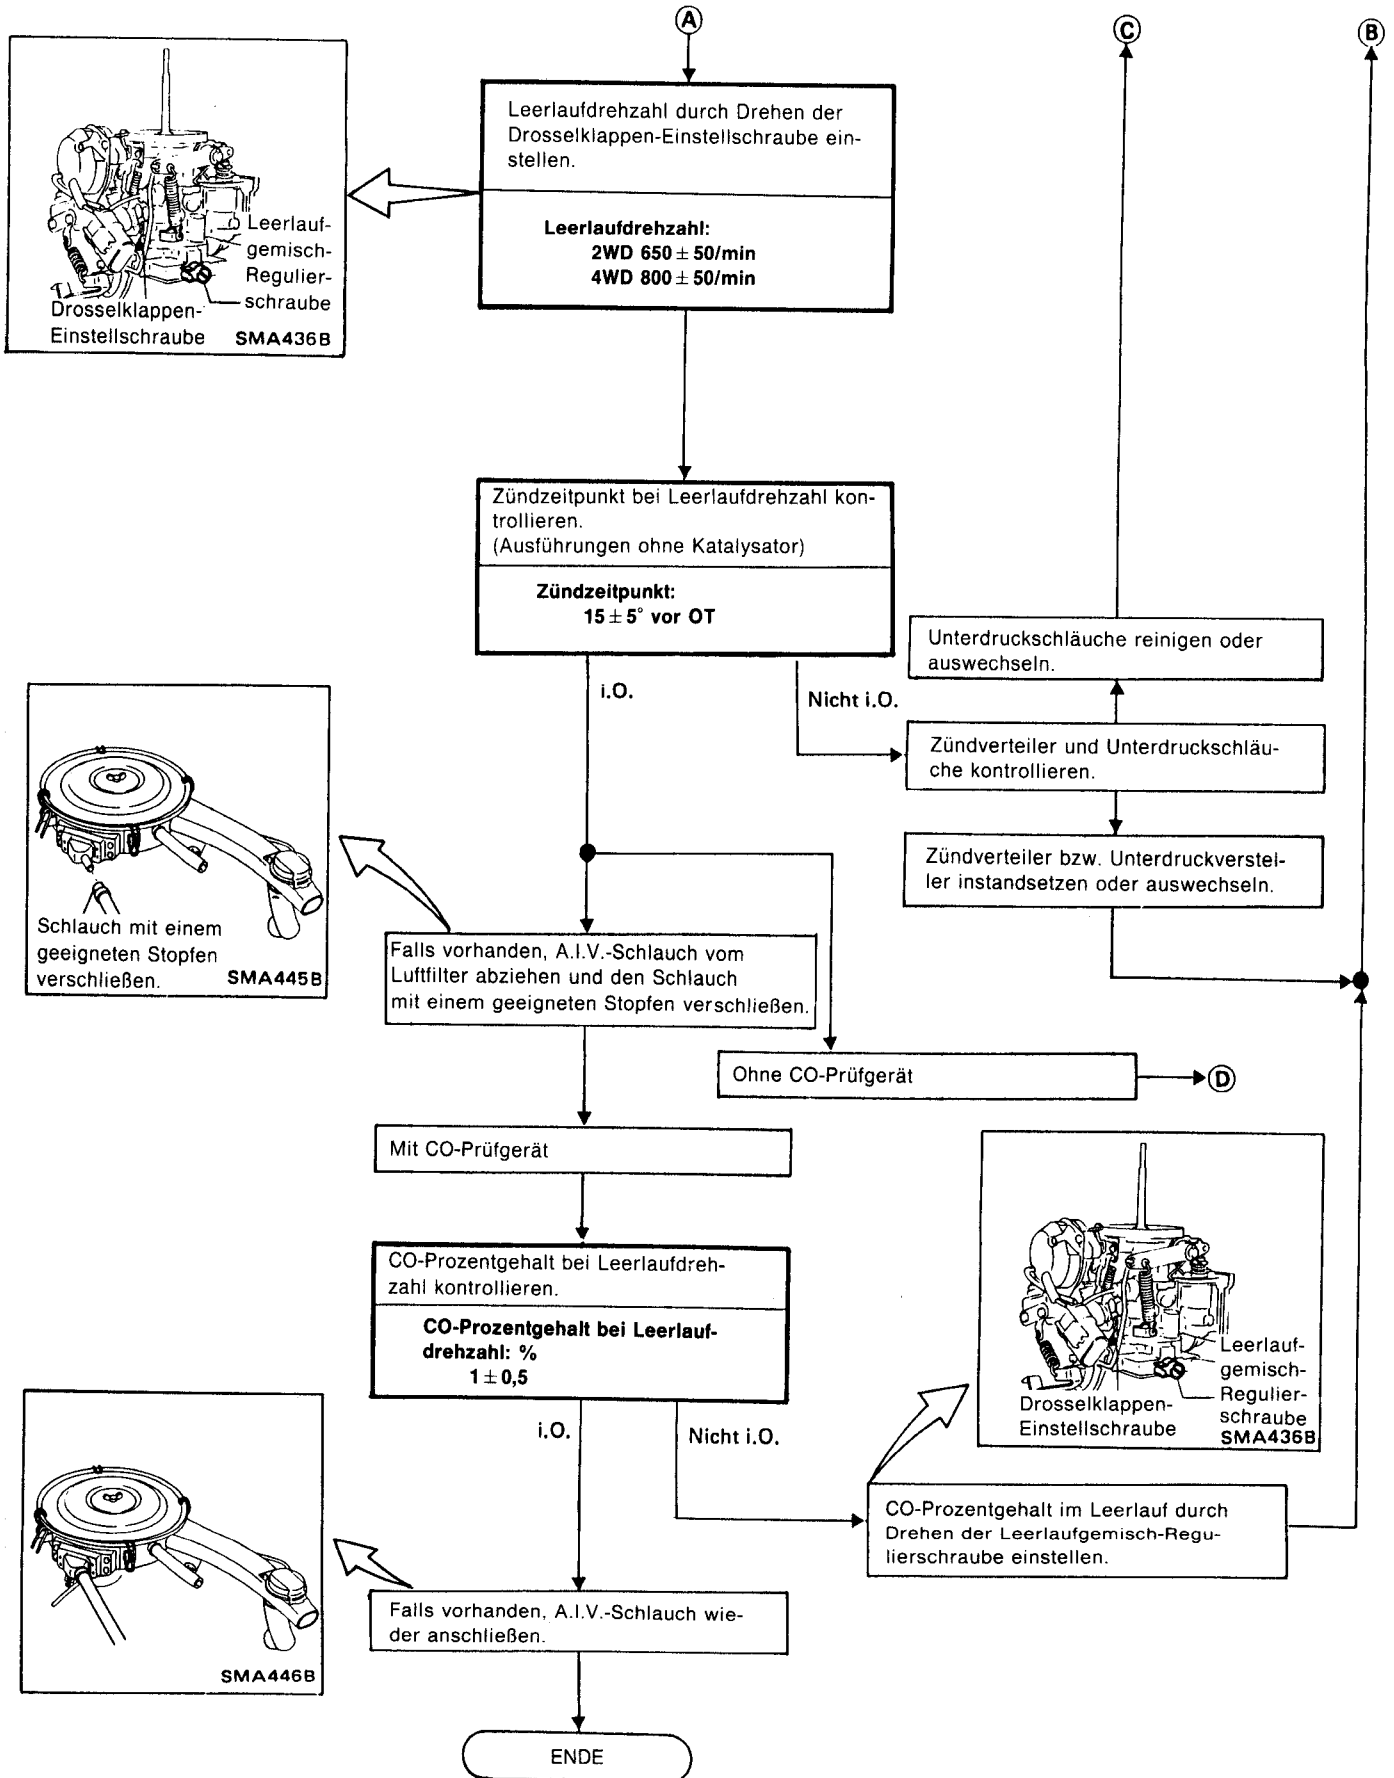 A
C
B
Leerlaufdrehzahl durch Drehen der
Drosselklappen-Einstellschraube ein-
stellen.
Leerlaufdrehzahl:
2WD 650 ± 50/min
4WD 800 ± 50/min
Leerlauf-
gemisch-
Regulier-
schraube
Drosselklappen-
Einstellschraube
SMA436B
Zündzeitpunkt bei Leerlaufdrehzahl kon-
trollieren.
(Ausführungen ohne Katalysator)
Zündzeitpunkt:
15 ± 5° vor OT
i.O.
Nicht i.O.
Unterdruckschläuche reinigen oder
auswechseln.
Zündverteiler und Unterdruckschläu-
che kontrollieren.
Zündverteiler bzw. Unterdruckverstel-
ler instandsetzen oder auswechseln.
Schlauch mit einem
geeigneten Stopfen
verschließen.
SMA445B
Falls vorhanden, A.I.V.-Schlauch vom
Luftfilter abziehen und den Schlauch
mit einem geeigneten Stopfen verschließen.
Ohne CO-Prüfgerät
D
Mit CO-Prüfgerät
CO-Prozentgehalt bei Leerlaufdreh-
zahl kontrollieren.
CO-Prozentgehalt bei Leerlauf-
drehzahl: %
1 ± 0,5
i.O.
Nicht i.O.
Leerlauf-
gemisch-
Regulier-
schraube
Drosselklappen-
Einstellschraube
SMA436B
CO-Prozentgehalt im Leerlauf durch
Drehen der Leerlaufgemisch-Regu-
lierschraube einstellen.
Falls vorhanden, A.I.V.-Schlauch wie-
der anschließen.
SMA446B
ENDE